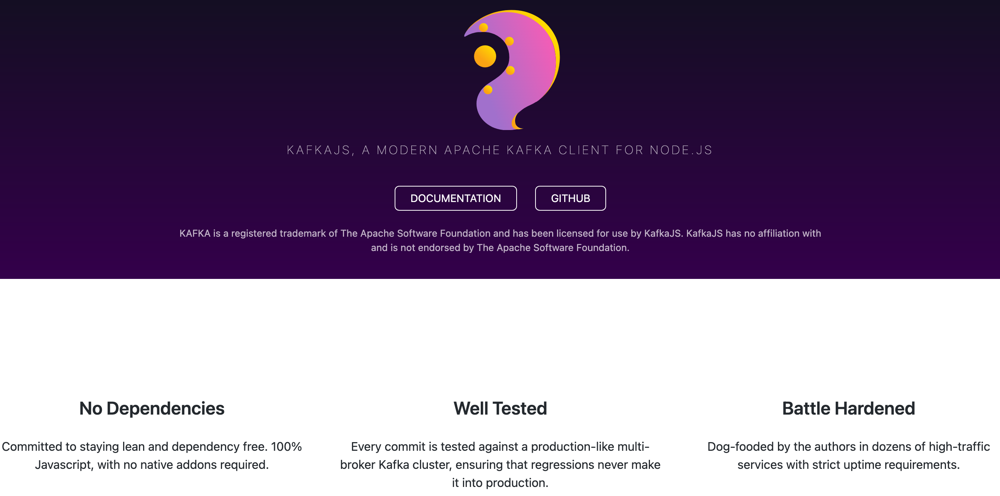 KAFKAJS, A MODERN APACHE KAFKA CLIENT FOR NODE.JS
DOCUMENTATION
GITHUB
KAFKA is a registered trademark of The Apache Software Foundation and has been licensed for use by KafkaJS. KafkaJS has no affiliation with
and is not endorsed by The Apache Software Foundation.
No Dependencies
Committed to staying lean and dependency free. 100%
Javascript, with no native addons required.
Well Tested
Every commit is tested against a production-like multi-
broker Kafka cluster, ensuring that regressions never make
it into production.
Battle Hardened
Dog-fooded by the authors in dozens of high-traffic
services with strict uptime requirements.